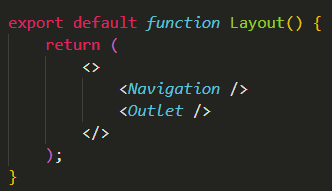 export default function Layout() {
    return (
        <>
            <Navigation />
            <Outlet />
        </>
    );
}